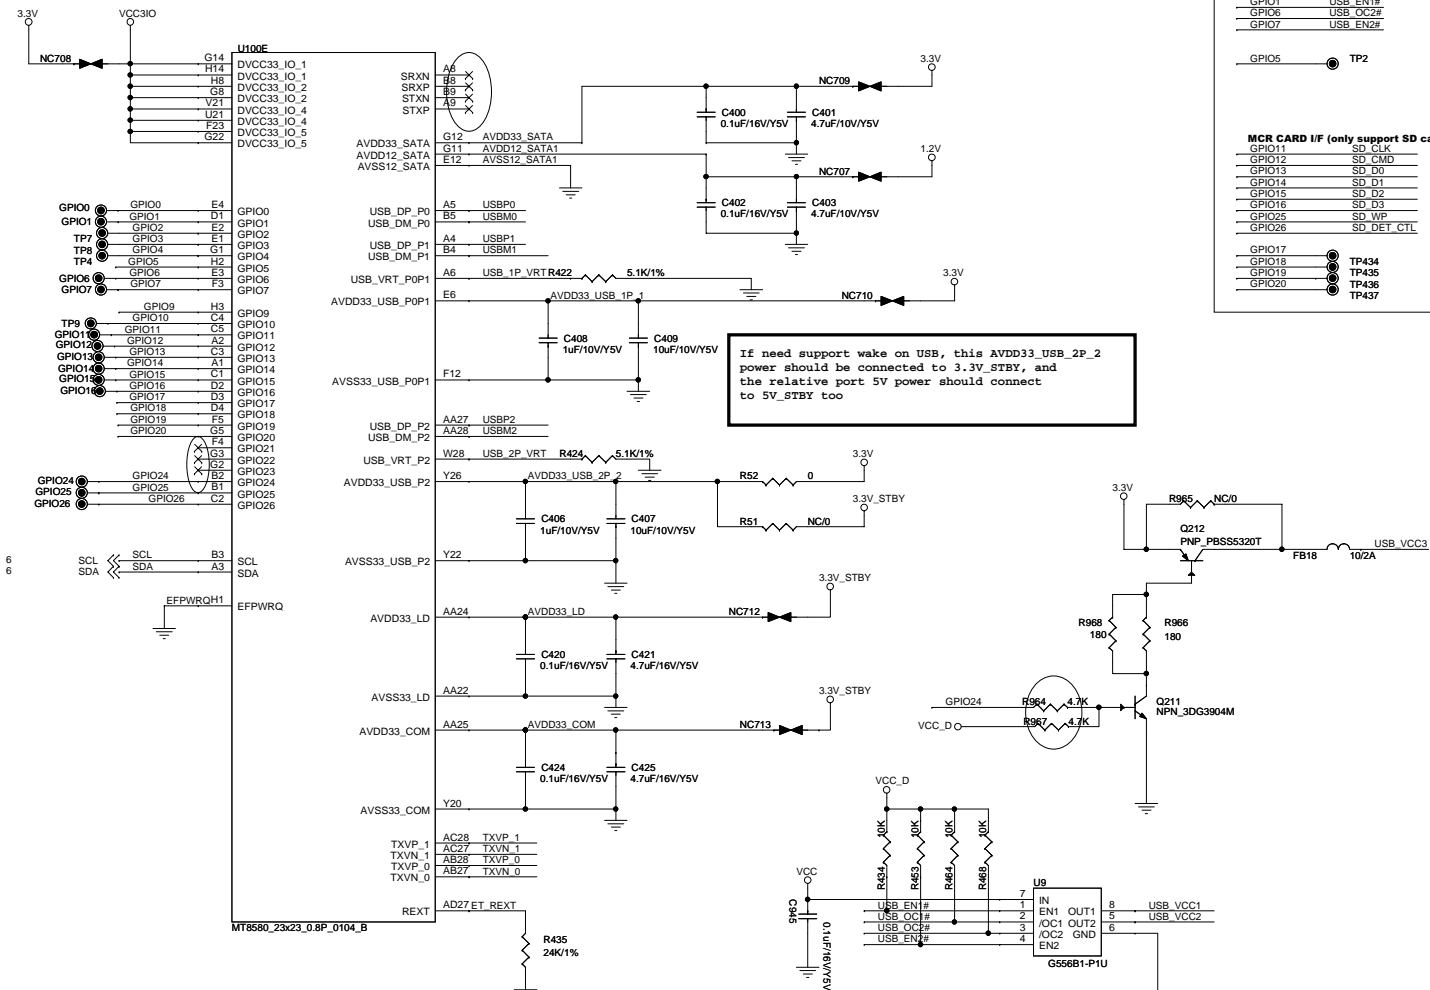 3.3V
VCC3IO
U100E
NC708
G14 DVCC33_IO_1
H14 DVCC33_IO_1
H8 DVCC33_IO_2
G8 DVCC33_IO_2
V21 DVCC33_IO_4
U21 DVCC33_IO_4
F23 DVCC33_IO_5
G22 DVCC33_IO_5
GPIO0 GPIO0 E4 GPIO0
GPIO1 GPIO1 D1 GPIO1
GPIO2 E2 GPIO2
TP7 GPIO3 E1 GPIO3
TP8 GPIO4 G1 GPIO4
TP4 GPIO5 H2 GPIO5
GPIO6 GPIO6 E3 GPIO6
GPIO7 GPIO7 F3 GPIO7
GPIO9 H3 GPIO9
TP9 GPIO10 C4 GPIO10
GPIO11 GPIO11 C5 GPIO11
GPIO12 GPIO12 A2 GPIO12
GPIO13 GPIO13 C3 GPIO13
GPIO14 GPIO14 A1 GPIO14
GPIO15 GPIO15 C1 GPIO15
GPIO16 GPIO16 D2 GPIO16
GPIO17 D3 GPIO17
GPIO18 D4 GPIO18
GPIO19 F5 GPIO19
GPIO20 G5 GPIO20
F4 GPIO21
G3 GPIO22
G2 GPIO23
GPIO24 GPIO24 B2 GPIO24
GPIO25 GPIO25 B1 GPIO25
GPIO26 GPIO26 C2 GPIO26
6 SCL SCL B3 SCL
6 SDA SDA A3 SDA
EFPWRQ H1 EFPWRQ
SRXN A8
SRXP B8
STXN B9
STXP A9
AVDD33_SATA G12 AVDD33_SATA
AVDD12_SATA G11 AVDD12_SATA1
AVSS12_SATA E12 AVSS12_SATA1
USB_DP_P0 A5 USBP0
USB_DM_P0 B5 USBM0
USB_DP_P1 A4 USBP1
USB_DM_P1 B4 USBM1
USB_VRT_P0P1 A6 USB_1P_VRT R422 5.1K/1%
AVDD33_USB_P0P1 E6 AVDD33_USB_1P_1
AVSS33_USB_P0P1 F12
USB_DP_P2 AA27 USBP2
USB_DM_P2 AA28 USBM2
USB_VRT_P2 W28 USB_2P_VRT R424 5.1K/1%
AVDD33_USB_P2 Y26 AVDD33_USB_2P_2
AVSS33_USB_P2 Y22
AVDD33_LD AA24 AVDD33_LD
AVSS33_LD AA22
AVDD33_COM AA25 AVDD33_COM
AVSS33_COM Y20
TXVP_1 AC28 TXVP_1
TXVN_1 AC27 TXVN_1
TXVP_0 AB28 TXVP_0
TXVN_0 AB27 TXVN_0
REXT AD27 ET_REXT
MT8580_23x23_0.8P_0104_B
R435
24K/1%
NC709
3.3V
C400
0.1uF/16V/Y5V
C401
4.7uF/10V/Y5V
NC707
1.2V
C402
0.1uF/16V/Y5V
C403
4.7uF/10V/Y5V
NC710
3.3V
C408
1uF/10V/Y5V
C409
10uF/10V/Y5V
If need support wake on USB, this AVDD33_USB_2P_2
power should be connected to 3.3V_STBY, and
the relative port 5V power should connect
to 5V_STBY too
R52 0
3.3V
R51 NC/0
3.3V_STBY
C406
1uF/10V/Y5V
C407
10uF/10V/Y5V
NC712
3.3V_STBY
C420
0.1uF/16V/Y5V
C421
4.7uF/16V/Y5V
NC713
3.3V_STBY
C424
0.1uF/16V/Y5V
C425
4.7uF/16V/Y5V
GPIO1 USB_EN1#
GPIO6 USB_OC2#
GPIO7 USB_EN2#
GPIO5 TP2
MCR CARD I/F (only support SD ca
GPIO11 SD_CLK
GPIO12 SD_CMD
GPIO13 SD_D0
GPIO14 SD_D1
GPIO15 SD_D2
GPIO16 SD_D3
GPIO25 SD_WP
GPIO26 SD_DET_CTL
GPIO17
GPIO18 TP434
GPIO19 TP435
GPIO20 TP436
TP437
3.3V
R965 NC/0
Q212
PNP_PBSS5320T
FB18 10/2A
USB_VCC3
R968
180
R966
180
GPIO24 R964 4.7K
VCC_D R967 4.7K
Q211
NPN_3DG3904M
VCC_D
10K 10K 10K 10K
R434 R453 R464 R468
VCC
C945
0.1uF/16V/Y5V
U9
7 IN
USB_EN1# 1 EN1 OUT1 8 USB_VCC1
USB_OC1# 2 /OC1 OUT2 5 USB_VCC2
USB_OC2# 3 /OC2 GND 6
USB_EN2# 4 EN2
G556B1-P1U